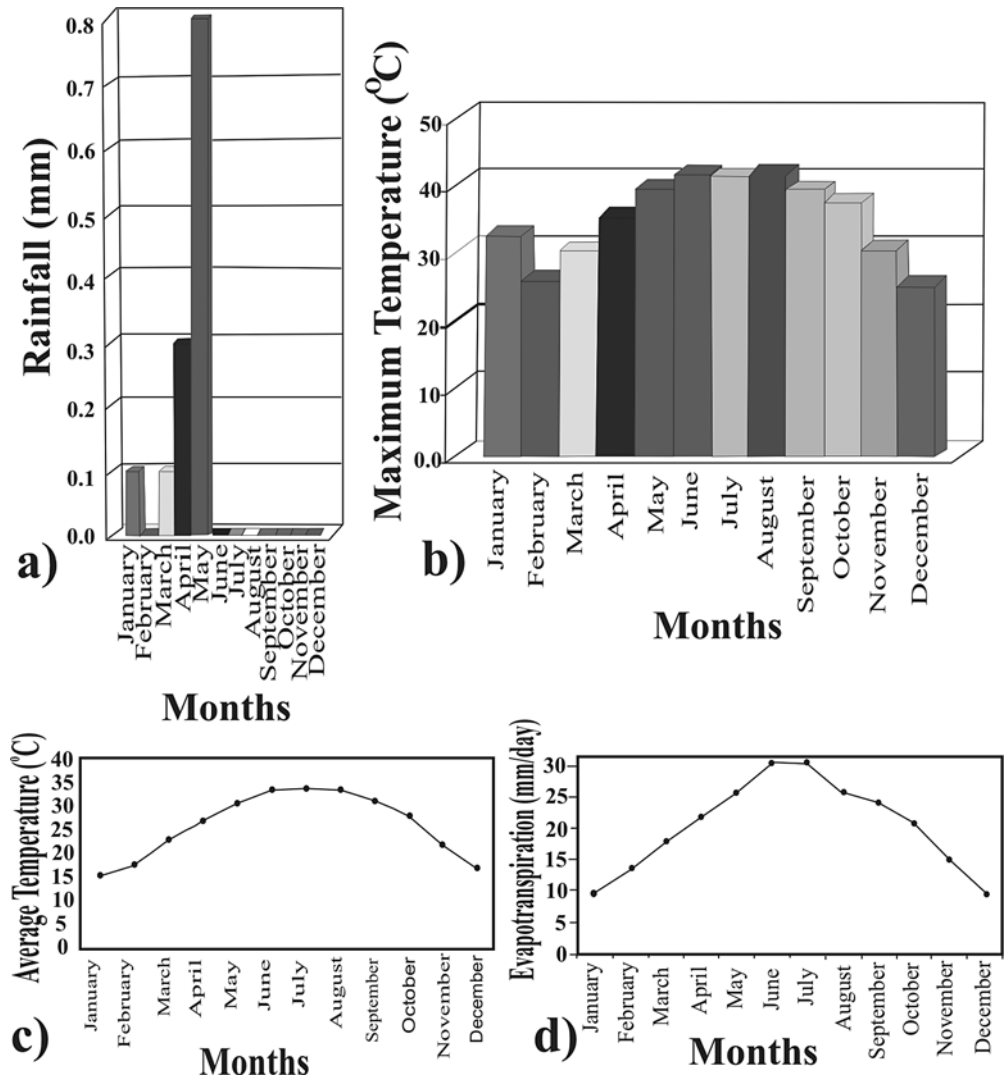 0.8
0.7
0.6
0.5
0.4
0.3
0.2
0.1
0.0
Rainfall (mm)
January
February
March
April
May
June
July
August
September
October
November
December
Months
a)
Maximum Temperature (⁰C)
50
40
30
20
10
0.0
January
February
March
April
May
June
July
August
September
October
November
December
Months
b)
Average Temperature (⁰C)
40
35
30
25
20
15
10
5
0
January
February
March
April
May
June
July
August
September
October
November
December
Months
c)
Evapotranspiration (mm/day)
30
25
20
15
10
5
0
January
February
March
April
May
June
July
August
September
October
November
December
Months
d)